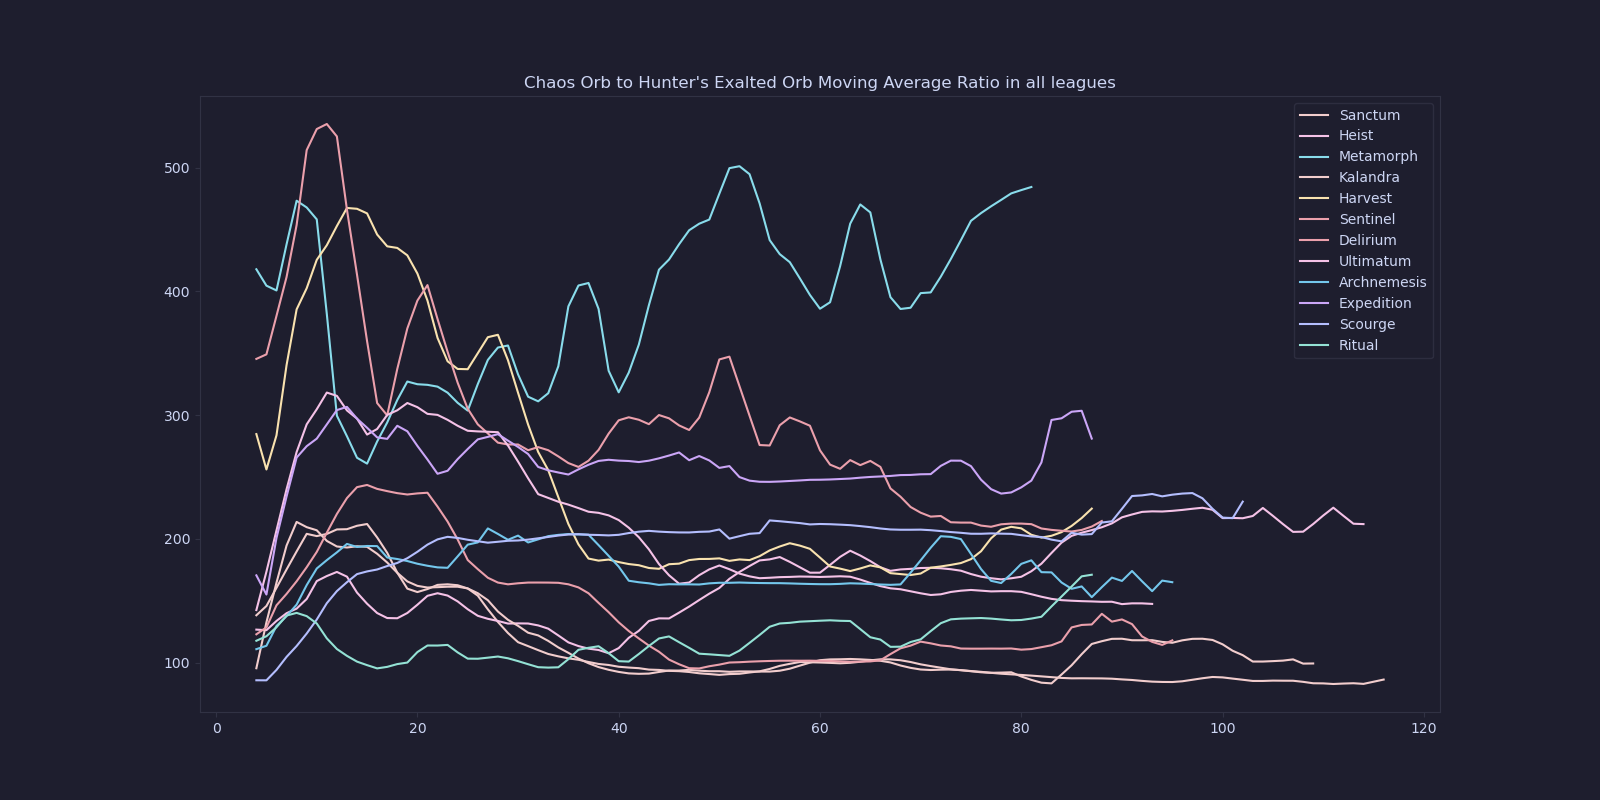 Chaos Orb to Hunter's Exalted Orb Moving Average Ratio in all leagues
Sanctum
Heist
Metamorph
Kalandra
Harvest
Sentinel
Delirium
Ultimatum
Archnemesis
Expedition
Scourge
Ritual
500
400
300
200
100
0 20 40 60 80 100 120